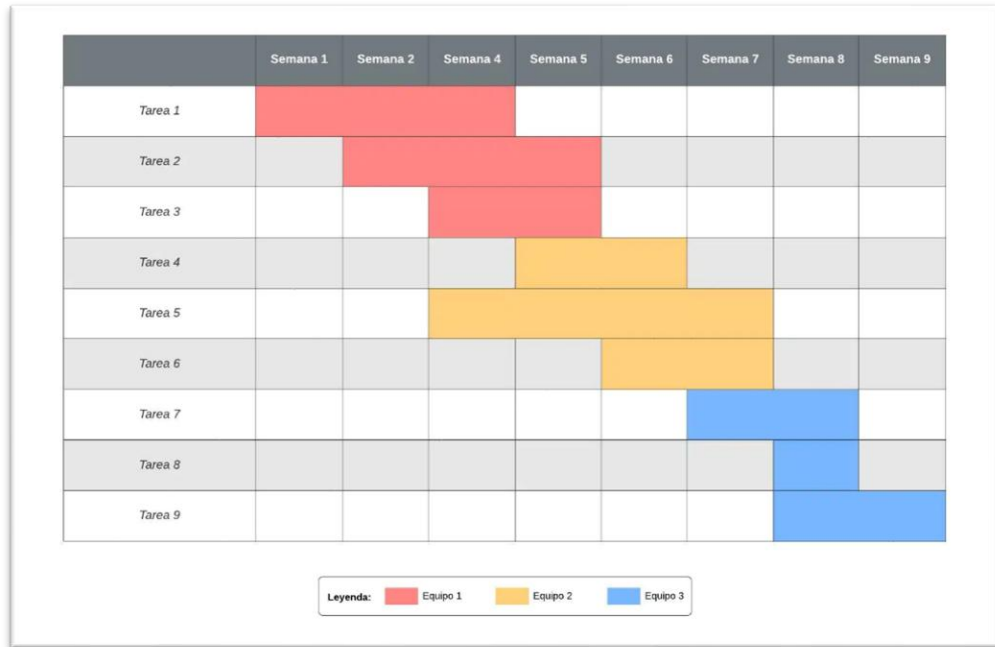 Semana 1 Semana 2 Semana 4 Semana 5 Semana 6 Semana 7 Semana 8 Semana 9
Tarea 1
Tarea 2
Tarea 3
Tarea 4
Tarea 5
Tarea 6
Tarea 7
Tarea 8
Tarea 9
Leyenda: Equipo 1 Equipo 2 Equipo 3